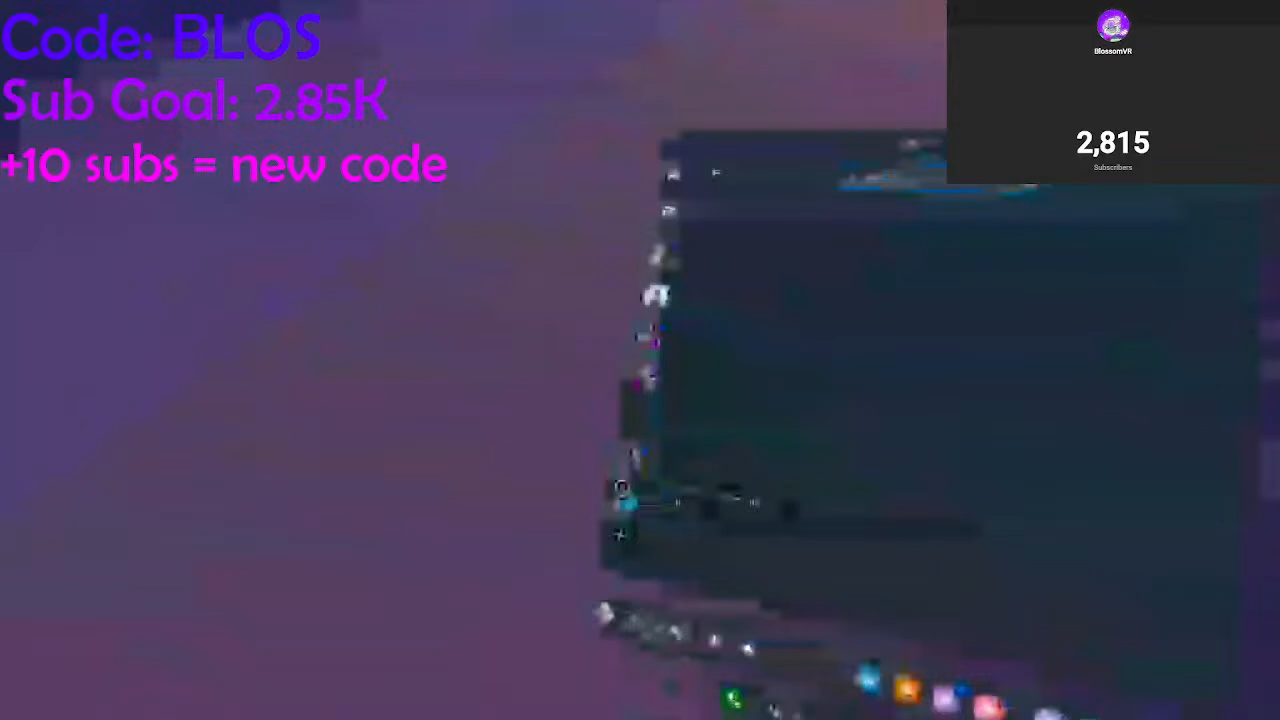 Code: BLOS
Sub Goal: 2.85K
+10 subs = new code
BlossomVR
2,815
Subscribers